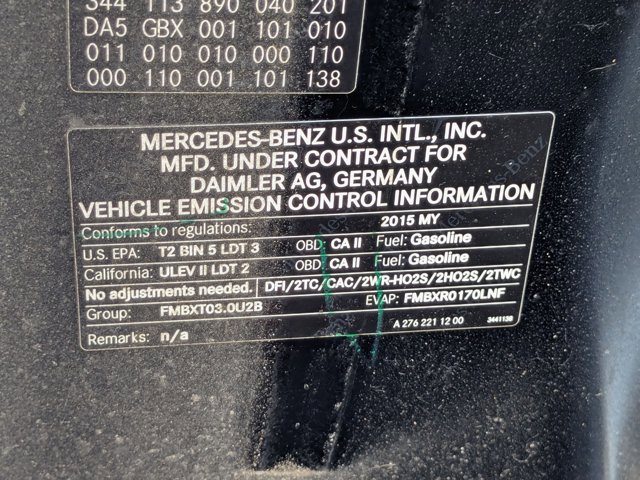 344 113 890 040 201
DA5 GBX 001 101 010
011 010 010 000 110
000 110 001 101 138
MERCEDES-BENZ U.S. INTL., INC.
MFD. UNDER CONTRACT FOR
DAIMLER AG, GERMANY
VEHICLE EMISSION CONTROL INFORMATION
Conforms to regulations: 2015 MY
U.S. EPA: T2 BIN 5 LDT 3 OBD: CA II Fuel: Gasoline
California: ULEV II LDT 2 OBD: CA II Fuel: Gasoline
No adjustments needed. DFI/2TC/CAC/2WR-HO2S/2HO2S/2TWC
Group: FMBXT03.0U2B EVAP: FMBXR0170LNF
A 276 221 12 00 3441138
Remarks: n/a
Mercedes-Benz